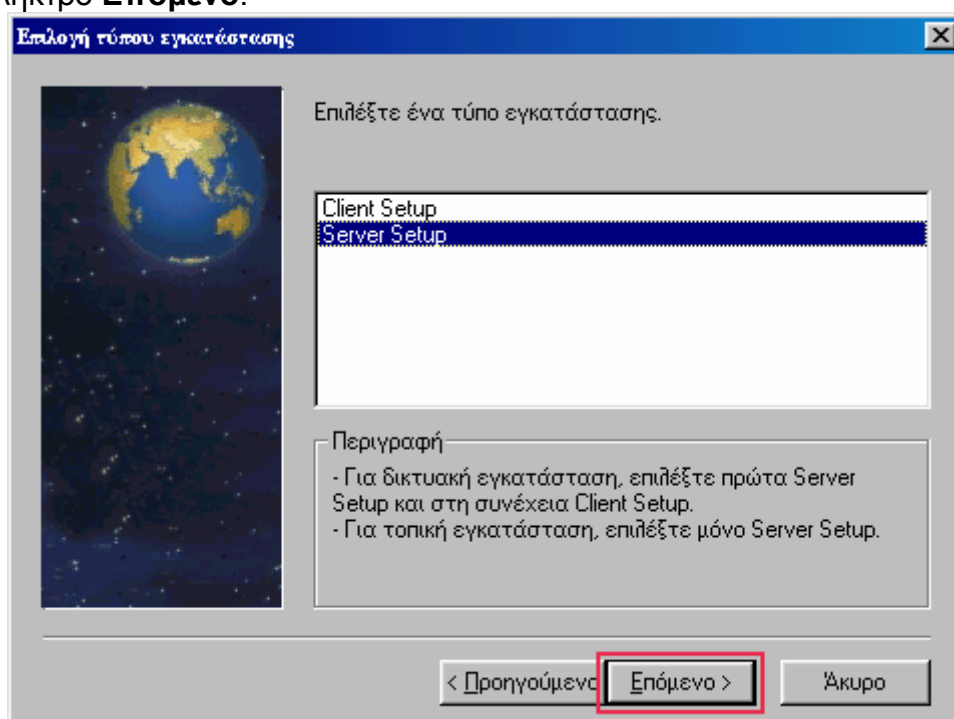 Επόμενο.
Επιλογή τύπου εγκατάστασης
Επιλέξτε ένα τύπο εγκατάστασης.
Client Setup
Server Setup
Περιγραφή
- Για δικτυακή εγκατάσταση, επιλέξτε πρώτα Server
Setup και στη συνέχεια Client Setup.
- Για τοπική εγκατάσταση, επιλέξτε μόνο Server Setup.
< Προηγούμενο Επόμενο > Άκυρο